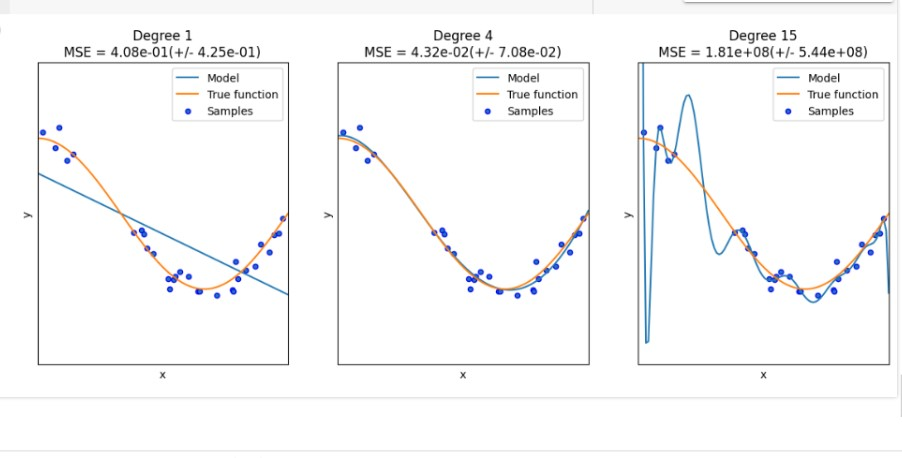 Degree 1
MSE = 4.08e-01(+/- 4.25e-01)
Model
True function
Samples
y
x
Degree 4
MSE = 4.32e-02(+/- 7.08e-02)
Model
True function
Samples
y
x
Degree 15
MSE = 1.81e+08(+/- 5.44e+08)
Model
True function
Samples
y
x